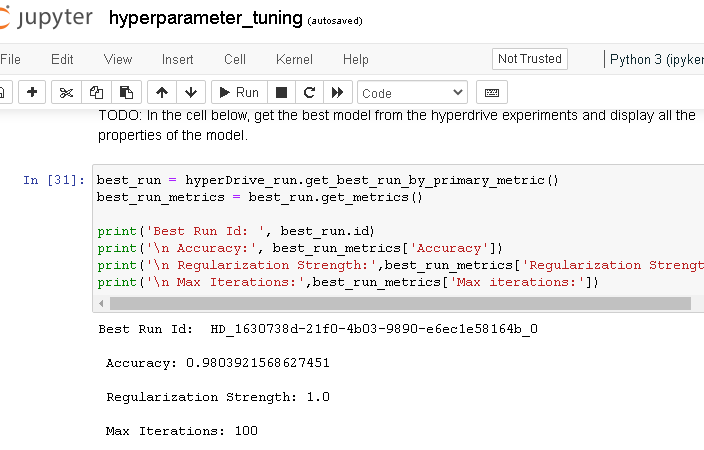 jupyter hyperparameter_tuning (autosaved)
File Edit View Insert Cell Kernel Help Not Trusted Python 3 (ipyker
Run Code
TODO: In the cell below, get the best model from the hyperdrive experiments and display all the
properties of the model.
In [31]: best_run = hyperDrive_run.get_best_run_by_primary_metric()
best_run_metrics = best_run.get_metrics()
print('Best Run Id: ', best_run.id)
print('\n Accuracy:', best_run_metrics['Accuracy'])
print('\n Regularization Strength:',best_run_metrics['Regularization Strengt
print('\n Max Iterations:',best_run_metrics['Max iterations:'])
Best Run Id:  HD_1630738d-21f0-4b03-9890-e6ec1e58164b_0
Accuracy: 0.9803921568627451
Regularization Strength: 1.0
Max Iterations: 100